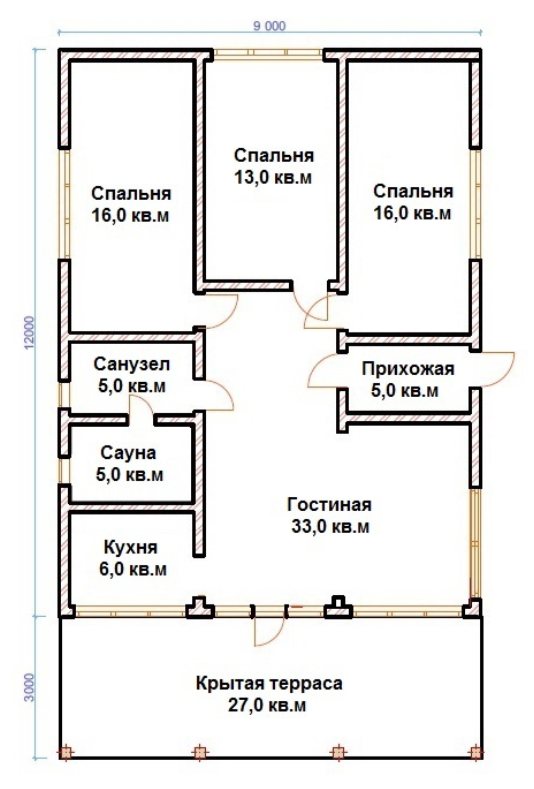 9 000
Спальня
13,0 кв.м
Спальня
16,0 кв.м
Спальня
16,0 кв.м
12000
Санузел
5,0 кв.м
Прихожая
5,0 кв.м
Сауна
5,0 кв.м
Гостиная
33,0 кв.м
Кухня
6,0 кв.м
3000
Крытая терраса
27,0 кв.м